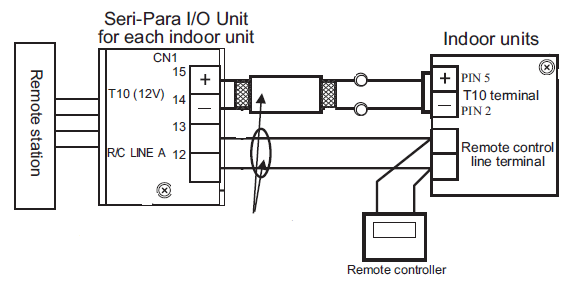 Seri-Para I/O Unit
for each indoor unit
CN1
15
+
T10 (12V)
14
—
13
R/C LINE A
12
Remote station
Indoor units
+
PIN 5
T10 terminal
—
PIN 2
Remote control
line terminal
Remote controller